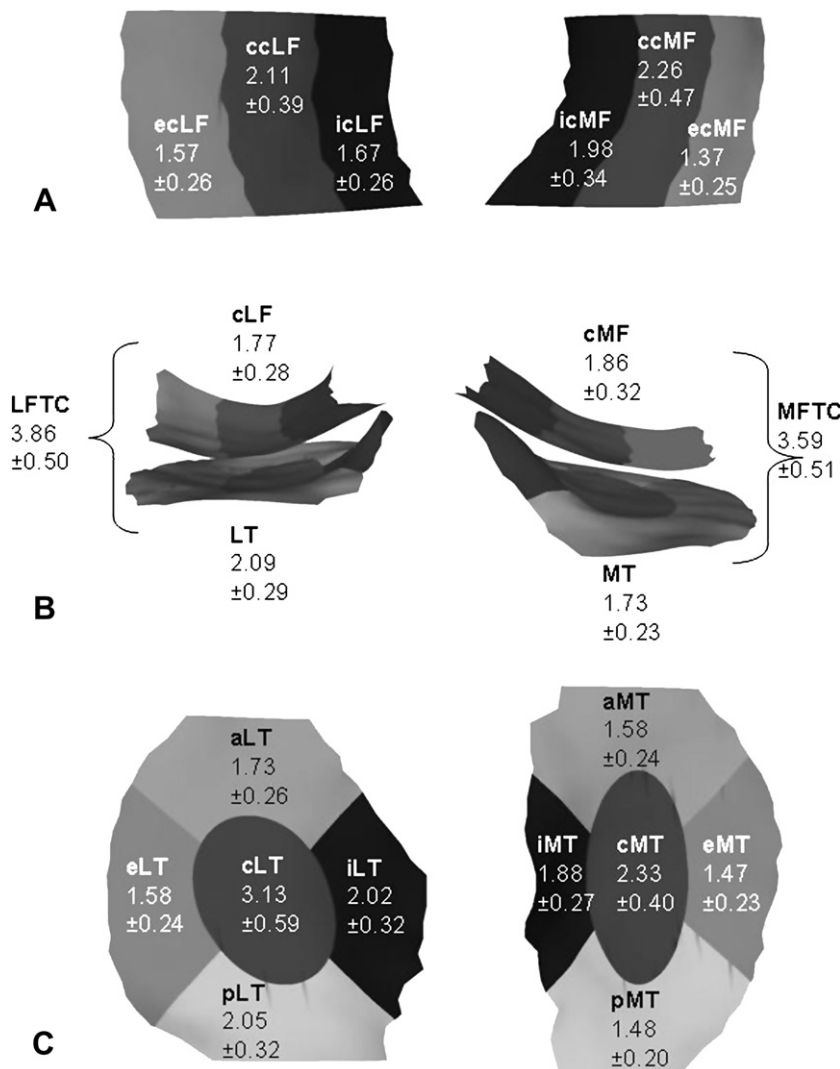 ccLF
2.11
±0.39
ecLF
1.57
±0.26
icLF
1.67
±0.26
ccMF
2.26
±0.47
icMF
1.98
±0.34
ecMF
1.37
±0.25
A
cLF
1.77
±0.28
LFTC
3.86
±0.50
LT
2.09
±0.29
cMF
1.86
±0.32
MFTC
3.59
±0.51
MT
1.73
±0.23
B
aLT
1.73
±0.26
eLT
1.58
±0.24
cLT
3.13
±0.59
iLT
2.02
±0.32
pLT
2.05
±0.32
aMT
1.58
±0.24
iMT
1.88
±0.27
cMT
2.33
±0.40
eMT
1.47
±0.23
pMT
1.48
±0.20
C